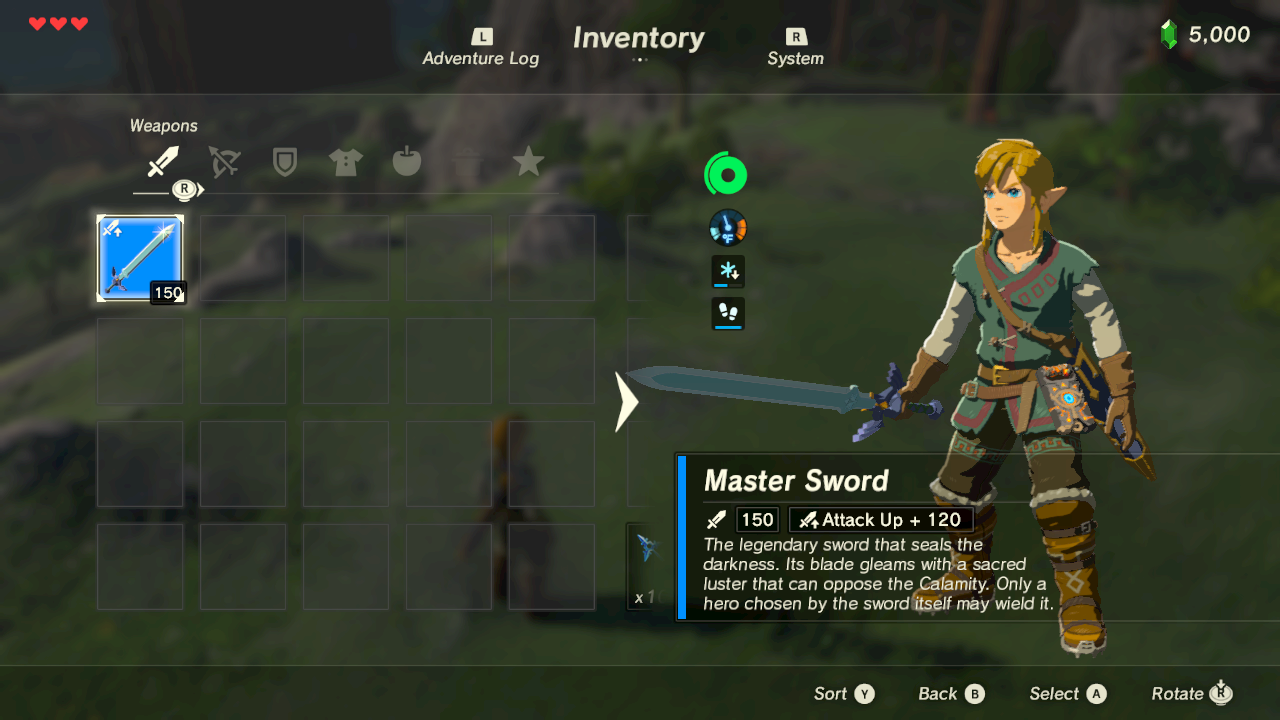 L
Inventory
R
5,000
Adventure Log
System
Weapons
R
°F
150
Master Sword
150
Attack Up + 120
The legendary sword that seals the
darkness. Its blade gleams with a sacred
luster that can oppose the Calamity. Only a
hero chosen by the sword itself may wield it.
x 1
Sort Y
Back B
Select A
Rotate R